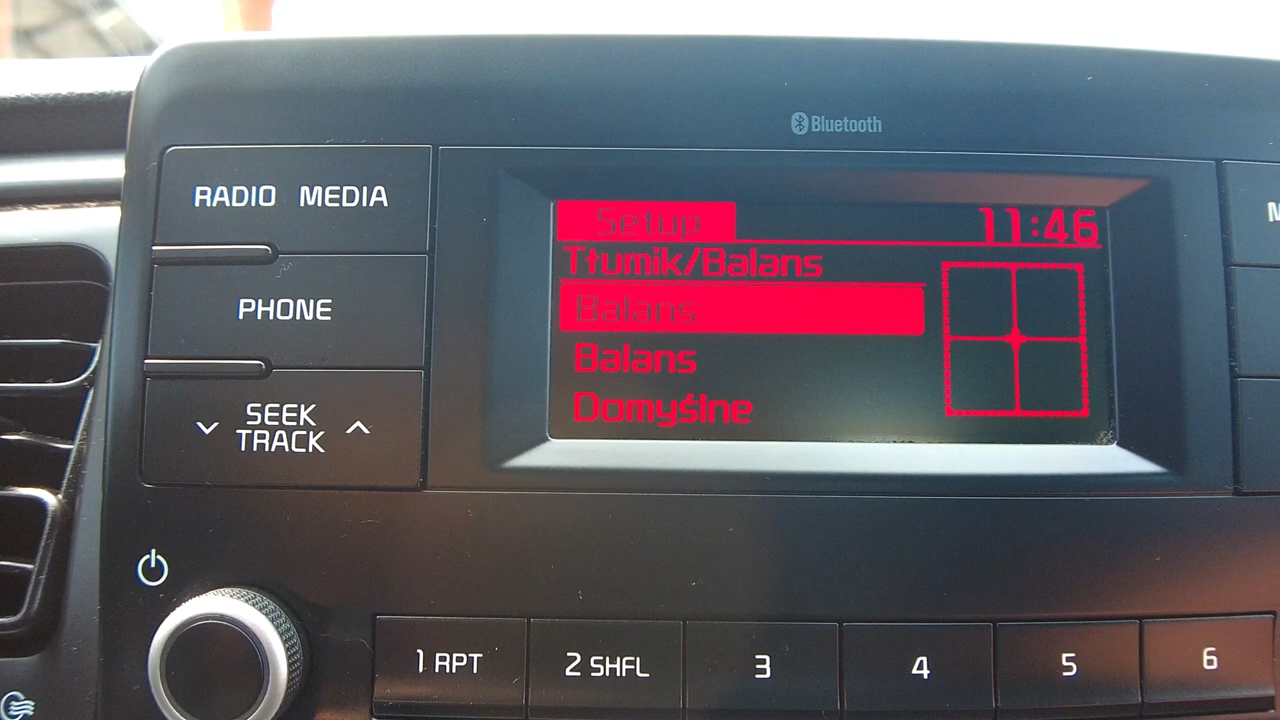 Bluetooth
RADIO MEDIA
Setup 11:46
Tłumik/Balans
Balans
Balans
Domyślne
PHONE
SEEK
TRACK
1 RPT 2 SHFL 3 4 5 6